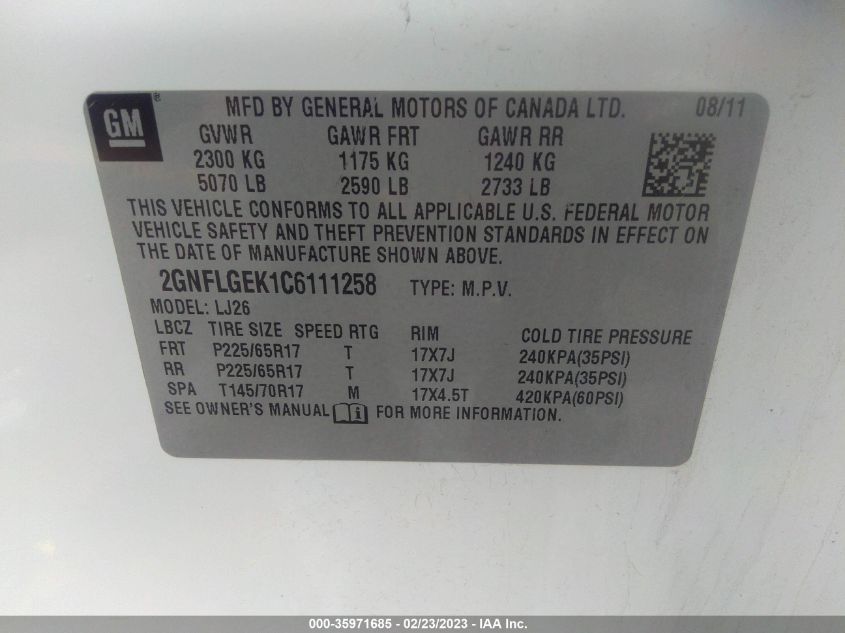 GM® MFD BY GENERAL MOTORS OF CANADA LTD. 08/11
GVWR GAWR FRT GAWR RR
2300 KG 1175 KG 1240 KG
5070 LB 2590 LB 2733 LB
THIS VEHICLE CONFORMS TO ALL APPLICABLE U.S. FEDERAL MOTOR
VEHICLE SAFETY AND THEFT PREVENTION STANDARDS IN EFFECT ON
THE DATE OF MANUFACTURE SHOWN ABOVE.
2GNFLGEK1C6111258 TYPE: M.P.V.
MODEL: LJ26
LBCZ TIRE SIZE SPEED RTG RIM COLD TIRE PRESSURE
FRT P225/65R17 T 17X7J 240KPA(35PSI)
RR P225/65R17 T 17X7J 240KPA(35PSI)
SPA T145/70R17 M 17X4.5T 420KPA(60PSI)
SEE OWNER'S MANUAL FOR MORE INFORMATION.
000-35971685 - 02/23/2023 - IAA Inc.